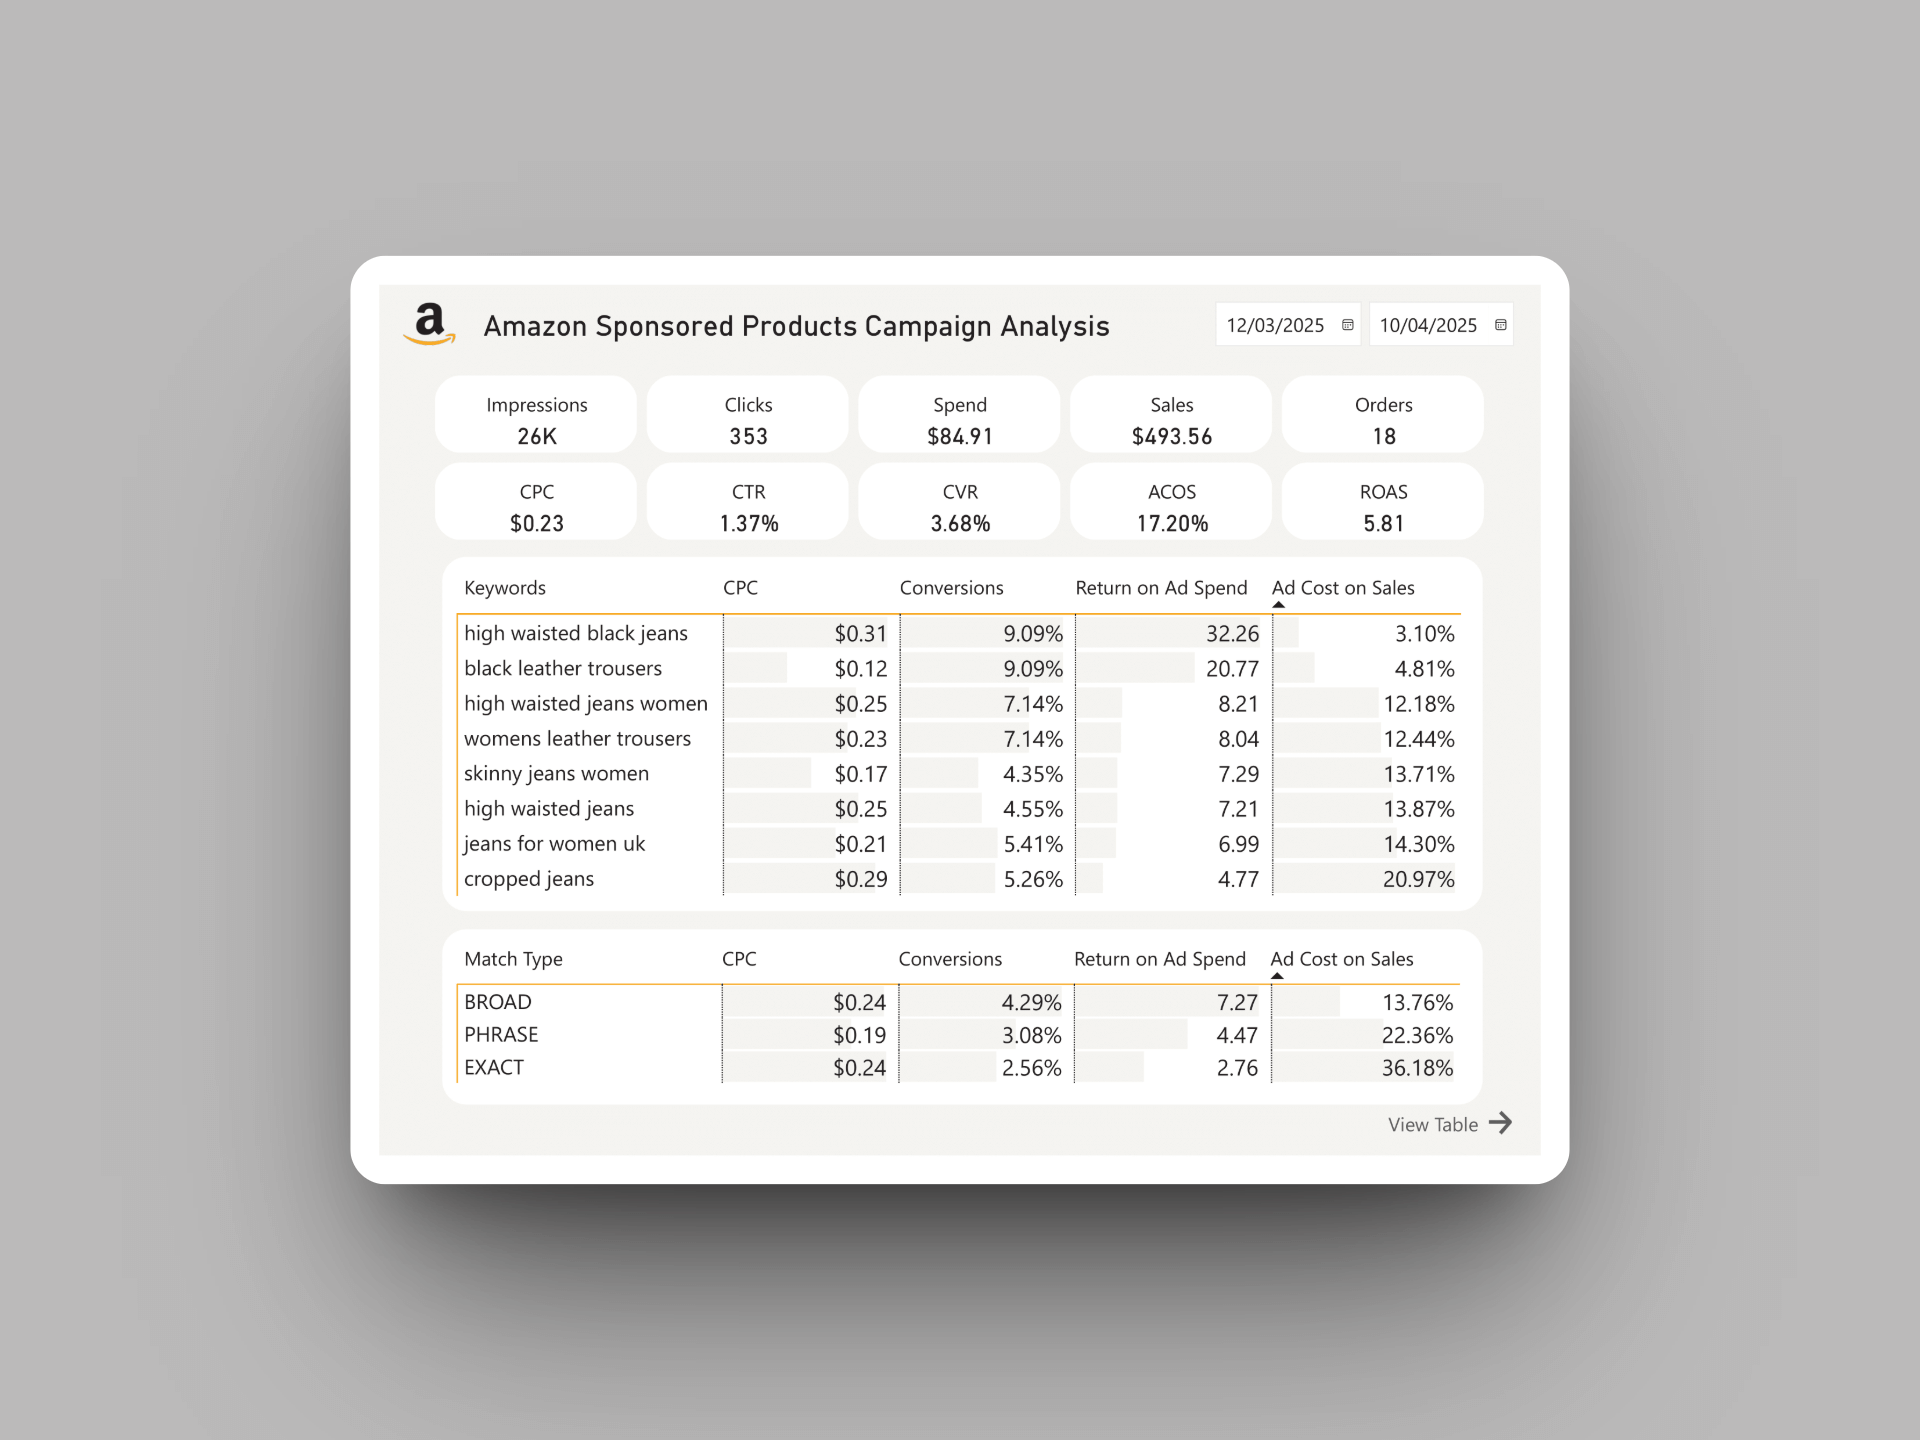 a
Amazon Sponsored Products Campaign Analysis
12/03/2025 10/04/2025
Impressions Clicks Spend Sales Orders
26K 353 $84.91 $493.56 18
CPC CTR CVR ACOS ROAS
$0.23 1.37% 3.68% 17.20% 5.81
Keywords CPC Conversions Return on Ad Spend Ad Cost on Sales
high waisted black jeans $0.31 9.09% 32.26 3.10%
black leather trousers $0.12 9.09% 20.77 4.81%
high waisted jeans women $0.25 7.14% 8.21 12.18%
womens leather trousers $0.23 7.14% 8.04 12.44%
skinny jeans women $0.17 4.35% 7.29 13.71%
high waisted jeans $0.25 4.55% 7.21 13.87%
jeans for women uk $0.21 5.41% 6.99 14.30%
cropped jeans $0.29 5.26% 4.77 20.97%
Match Type CPC Conversions Return on Ad Spend Ad Cost on Sales
BROAD $0.24 4.29% 7.27 13.76%
PHRASE $0.19 3.08% 4.47 22.36%
EXACT $0.24 2.56% 2.76 36.18%
View Table